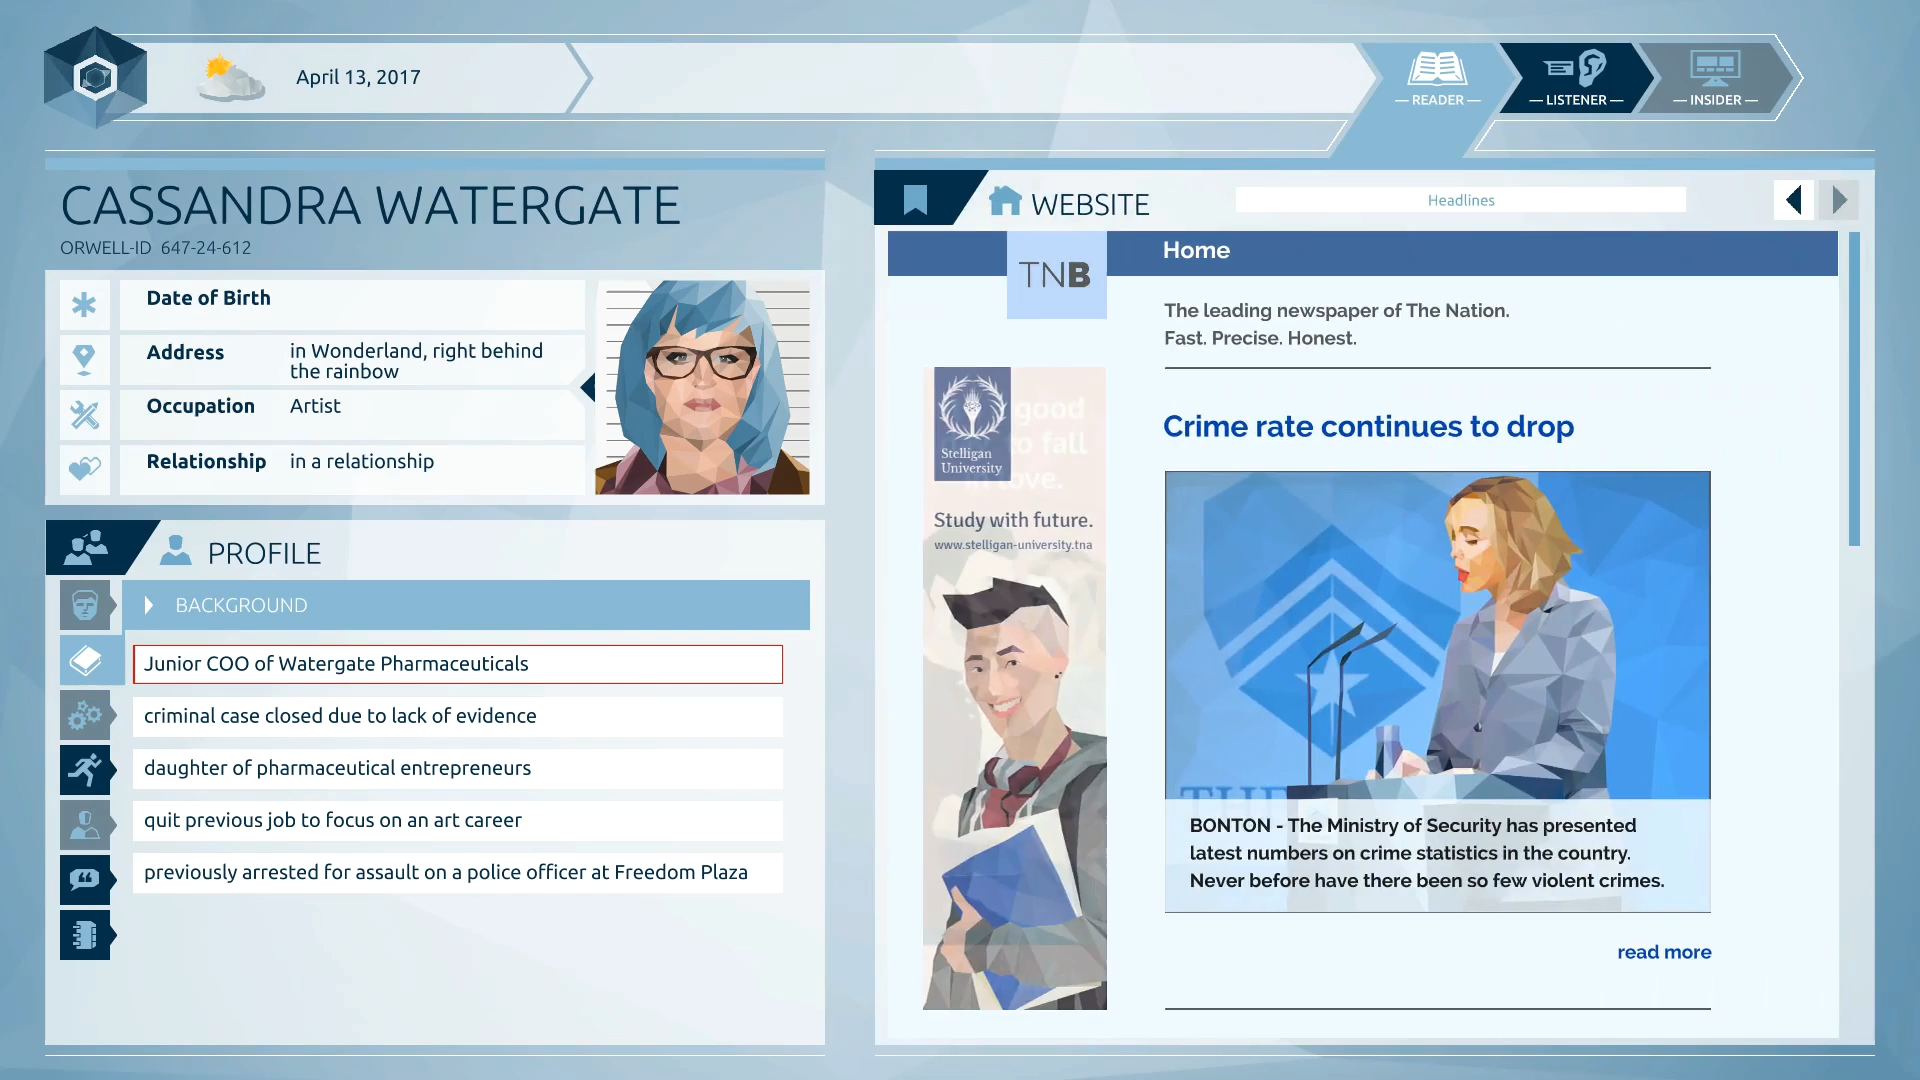 April 13, 2017
READER
LISTENER
INSIDER
CASSANDRA WATERGATE
ORWELL-ID 647-24-612
Date of Birth
Address in Wonderland, right behind
the rainbow
Occupation Artist
Relationship in a relationship
PROFILE
BACKGROUND
Junior COO of Watergate Pharmaceuticals
criminal case closed due to lack of evidence
daughter of pharmaceutical entrepreneurs
quit previous job to focus on an art career
previously arrested for assault on a police officer at Freedom Plaza
WEBSITE
Headlines
TNB
Home
The leading newspaper of The Nation.
Fast. Precise. Honest.
good
to fall
in love.
Stelligan
University
Study with future.
www.stelligan-university.tna
Crime rate continues to drop
THE
BONTON - The Ministry of Security has presented
latest numbers on crime statistics in the country.
Never before have there been so few violent crimes.
read more